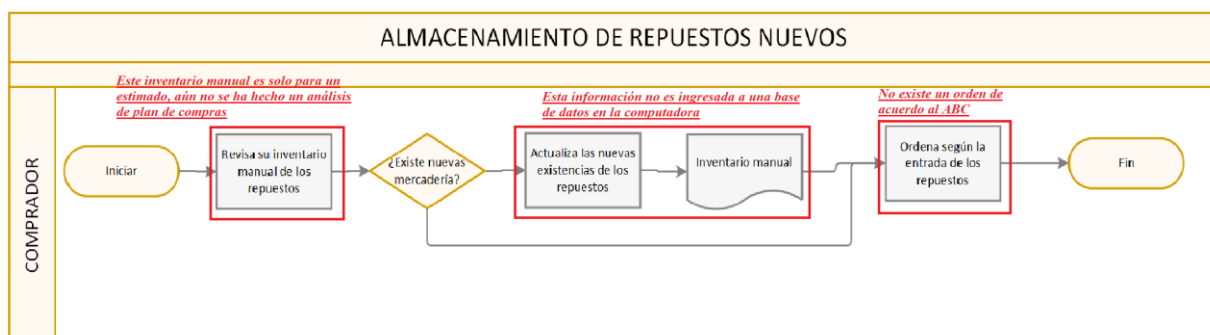 ALMACENAMIENTO DE REPUESTOS NUEVOS
Este inventario manual es solo para un
estimado, aún no se ha hecho un análisis
de plan de compras
Esta información no es ingresada a una base
de datos en la computadora
No existe un orden de
acuerdo al ABC
COMPRADOR
Iniciar
Revisa su inventario
manual de los
repuestos
¿Existe nuevas
mercadería?
Actualiza las nuevas
existencias de los
repuestos
Inventario manual
Ordena según la
entrada de los
repuestos
Fin